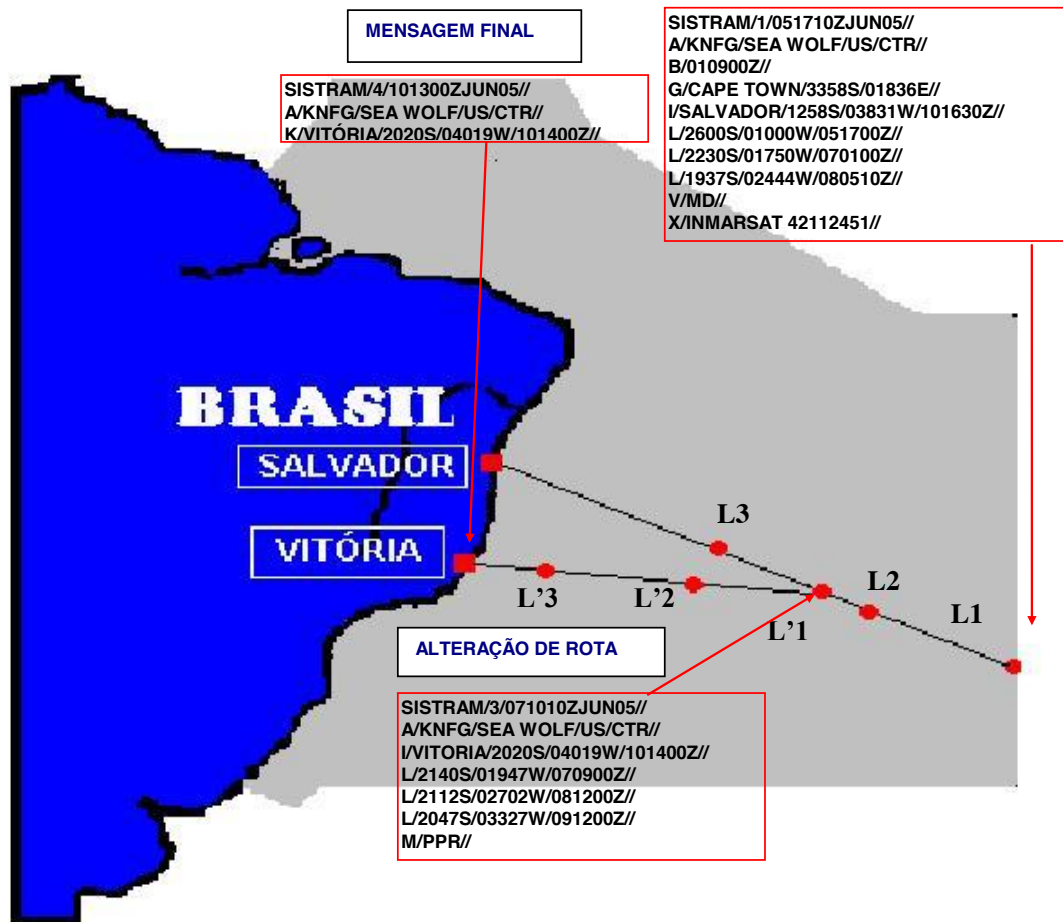 MENSAGEM FINAL
SISTRAM/4/101300ZJUN05//
A/KNFG/SEA WOLF/US/CTR//
K/VITÓRIA/2020S/04019W/101400Z//
SISTRAM/1/051710ZJUN05//
A/KNFG/SEA WOLF/US/CTR//
B/010900Z//
G/CAPE TOWN/3358S/01836E//
I/SALVADOR/1258S/03831W/101630Z//
L/2600S/01000W/051700Z//
L/2230S/01750W/070100Z//
L/1937S/02444W/080510Z//
V/MD//
X/INMARSAT 42112451//
BRASIL
SALVADOR
VITÓRIA
L3
L2
L1
L'3
L'2
L'1
ALTERAÇÃO DE ROTA
SISTRAM/3/071010ZJUN05//
A/KNFG/SEA WOLF/US/CTR//
I/VITORIA/2020S/04019W/101400Z//
L/2140S/01947W/070900Z//
L/2112S/02702W/081200Z//
L/2047S/03327W/091200Z//
M/PPR//